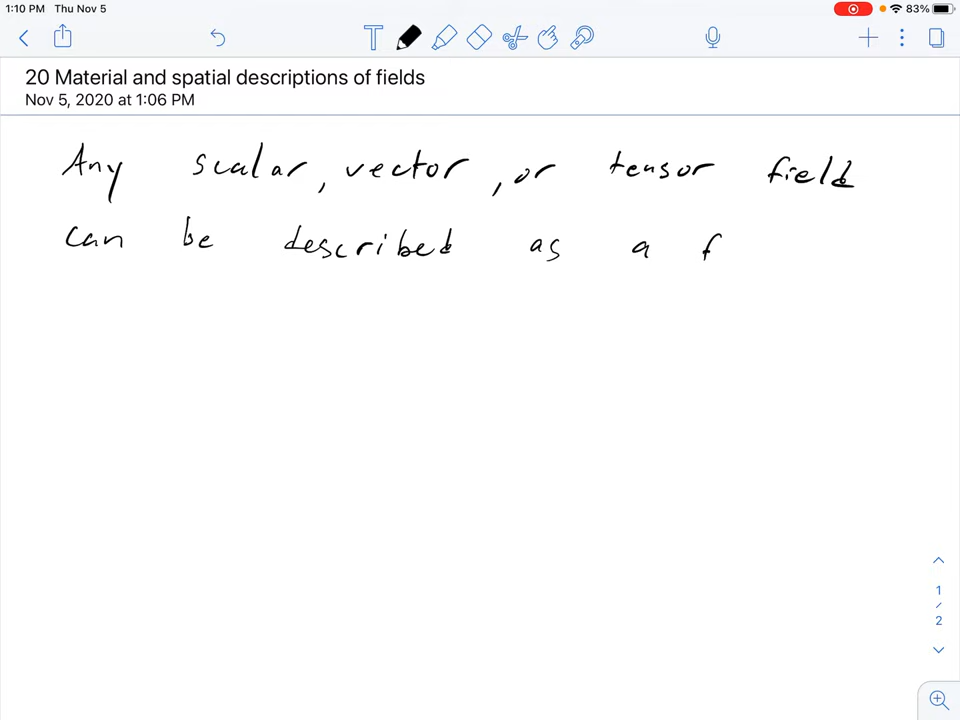 1:10 PM Thu Nov 5
83%
T
20 Material and spatial descriptions of fields
Nov 5, 2020 at 1:06 PM
Any scalar, vector, or tensor field
can be described as a f
1
/
2